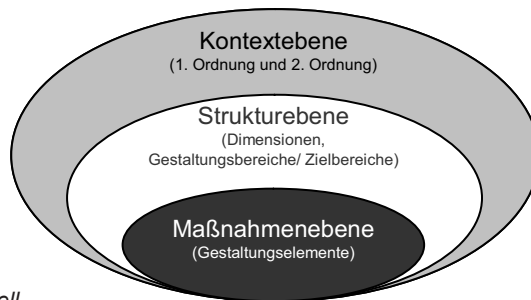 Kontextebene
(1. Ordnung und 2. Ordnung)
Strukturebene
(Dimensionen,
Gestaltungsbereiche/ Zielbereiche)
Maßnahmenebene
(Gestaltungselemente)